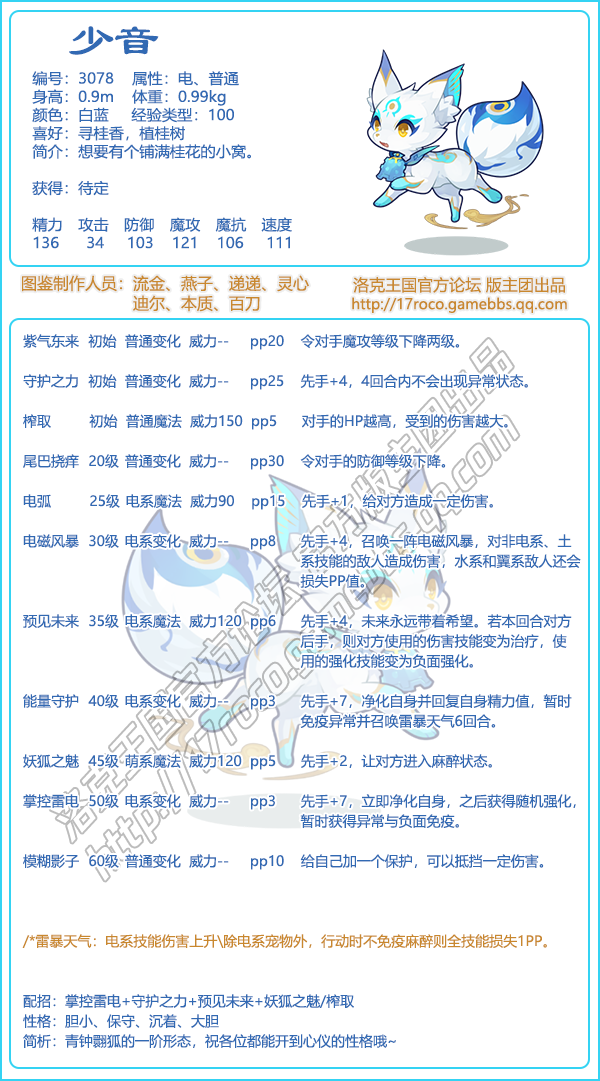 少音
编号：3078 属性：电、普通
身高：0.9m 体重：0.99kg
颜色：白蓝 经验类型：100
喜好：寻桂香，植桂树
简介：想要有个铺满桂花的小窝。
获得：待定
精力 攻击 防御 魔攻 魔抗 速度
136 34 103 121 106 111
图鉴制作人员：流金、燕子、递递、灵心
迪尔、本质、百刀
洛克王国官方论坛 版主团出品
http://17roco.gamebbs.qq.com
紫气东来 初始 普通变化 威力-- pp20 令对手魔攻等级下降两级。
守护之力 初始 普通变化 威力-- pp25 先手+4，4回合内不会出现异常状态。
榨取 初始 普通魔法 威力150 pp5 对手的HP越高，受到的伤害越大。
尾巴挠痒 20级 普通变化 威力-- pp30 令对手的防御等级下降。
电弧 25级 电系魔法 威力90 pp15 先手+1，给对方造成一定伤害。
电磁风暴 30级 电系变化 威力-- pp8 先手+4，召唤一阵电磁风暴，对非电系、土
系技能的敌人造成伤害，水系和翼系敌人还会
损失PP值。
预见未来 35级 电系魔法 威力120 pp6 先手+4，未来永远带着希望。若本回合对方
后手，则对方使用的伤害技能变为治疗，使
用的强化技能变为负面强化。
能量守护 40级 电系变化 威力-- pp3 先手+7，净化自身并回复自身精力值，暂时
免疫异常并召唤雷暴天气6回合。
妖狐之魅 45级 萌系魔法 威力120 pp5 先手+2，让对方进入麻醉状态。
掌控雷电 50级 电系变化 威力-- pp3 先手+7，立即净化自身，之后获得随机强化，
暂时获得异常与负面免疫。
模糊影子 60级 普通变化 威力-- pp10 给自己加一个保护，可以抵挡一定伤害。
/*雷暴天气：电系技能伤害上升\除电系宠物外，行动时不免疫麻醉则全技能损失1PP。
配招：掌控雷电+守护之力+预见未来+妖狐之魅/榨取
性格：胆小、保守、沉着、大胆
简析：青钟翾狐的一阶形态，祝各位都能开到心仪的性格哦~
洛克王国官方论坛官方版主团出品
http://17roco.gamebbs.qq.com